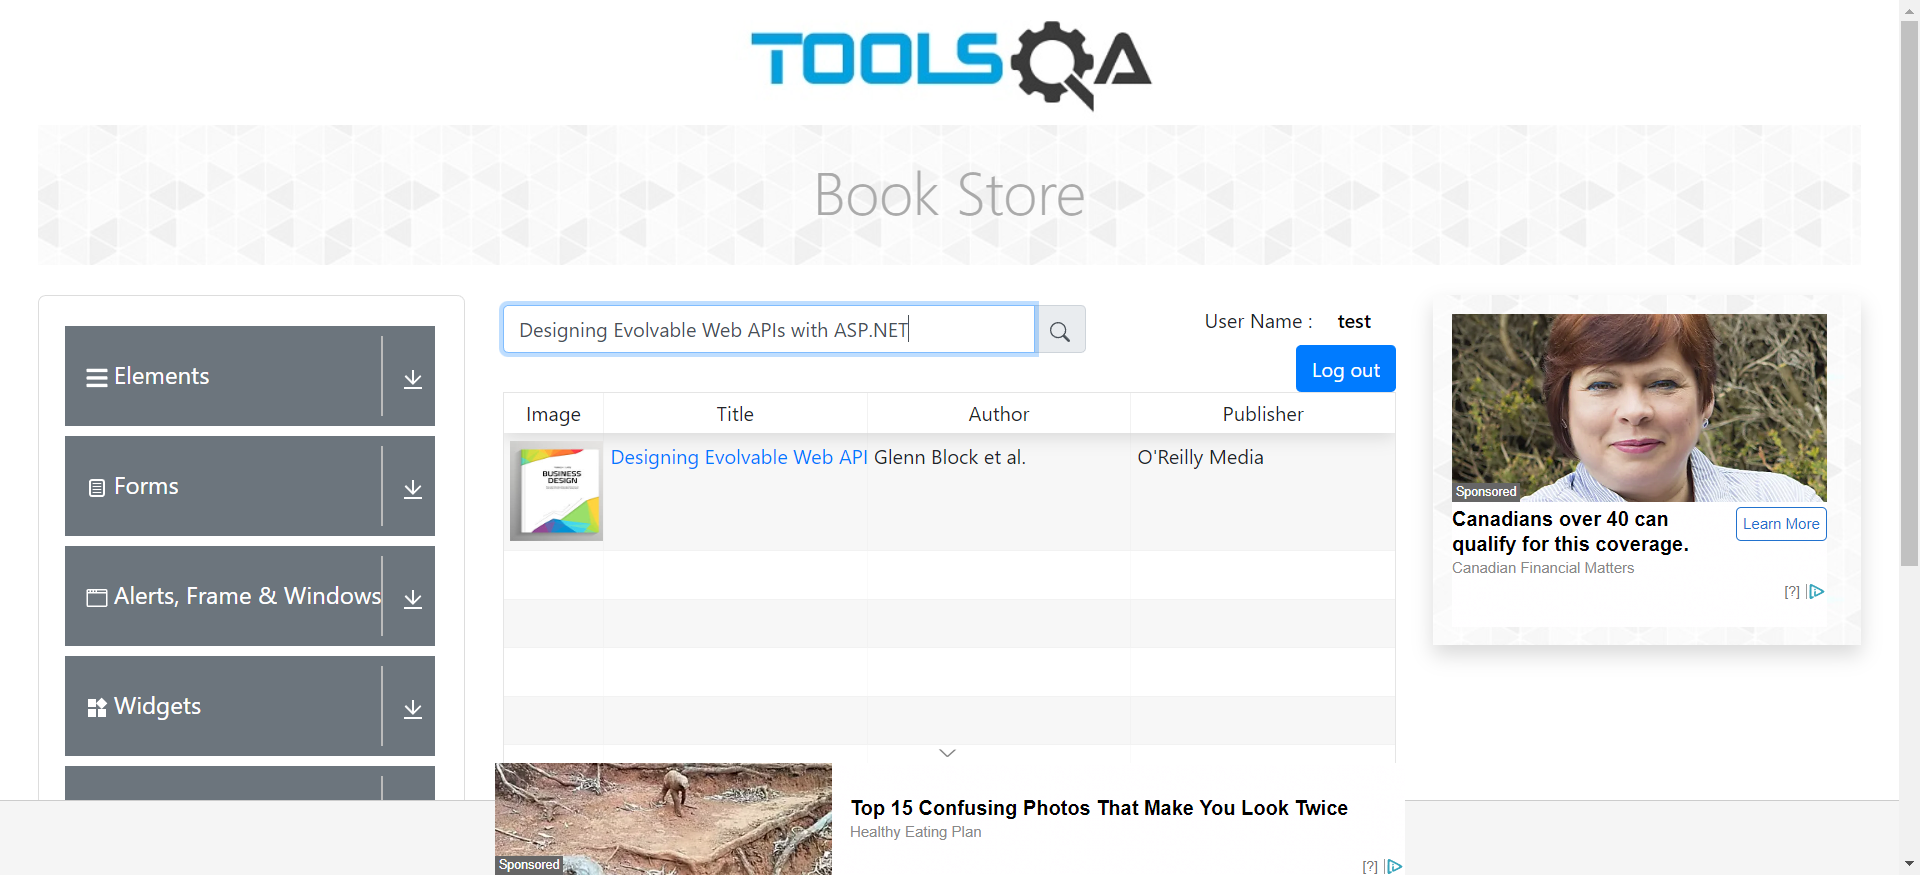 TOOLSQA
Book Store
Elements
Forms
Alerts, Frame & Windows
Widgets
Designing Evolvable Web APIs with ASP.NET
User Name : test
Log out
Image Title Author Publisher
BUSINESS
DESIGN
Designing Evolvable Web API Glenn Block et al. O'Reilly Media
Sponsored
Canadians over 40 can
qualify for this coverage.
Learn More
Canadian Financial Matters
[?]
Top 15 Confusing Photos That Make You Look Twice
Healthy Eating Plan
Sponsored
[?]